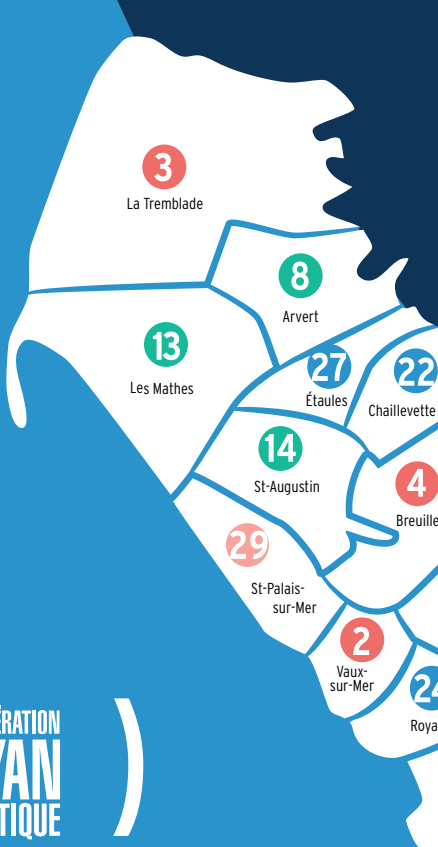 3
La Tremblade
8
Arvert
13
Les Mathes
27
Étaules
22
Chaillevette
14
St-Augustin
4
Breuille
29
St-Palais-
sur-Mer
2
Vaux-
sur-Mer
24
Roya
ÉRATION
YAN
TIQUE
)